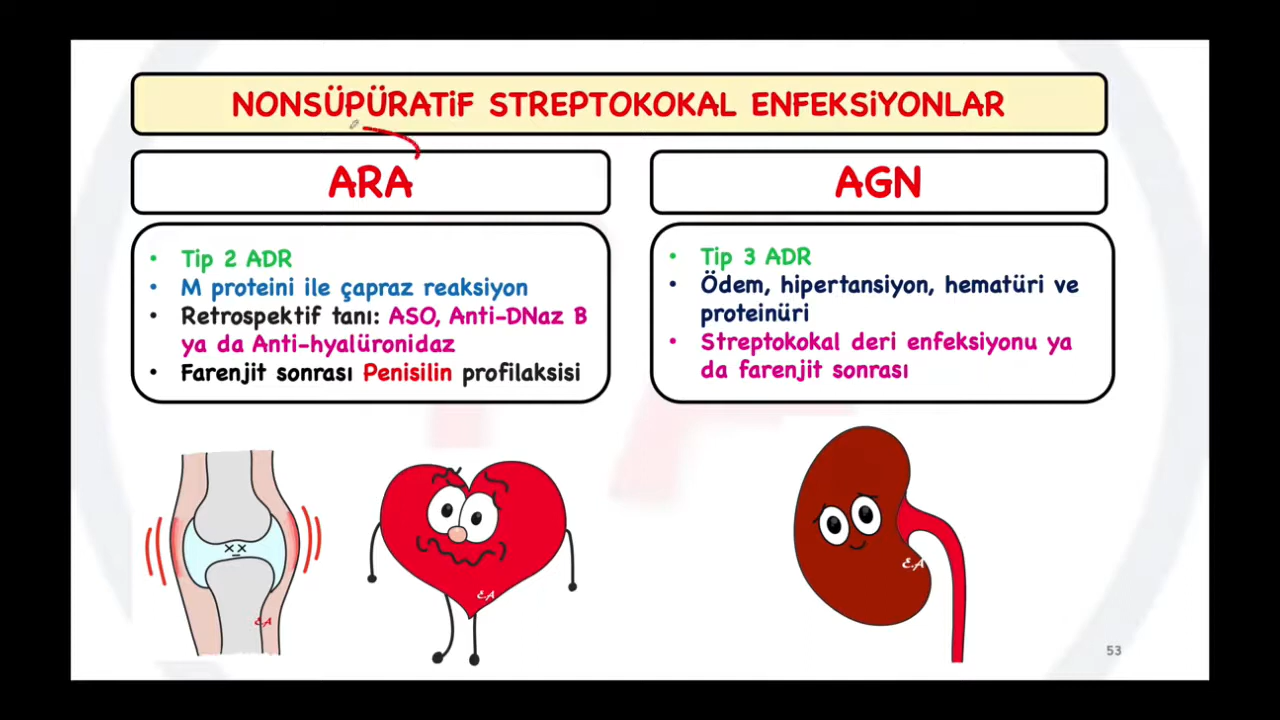 NONSÜPÜRATİF STREPTOKOKAL ENFEKSİYONLAR
ARA
• Tip 2 ADR
• M proteini ile çapraz reaksiyon
• Retrospektif tanı: ASO, Anti-DNaz B
ya da Anti-hyalüronidaz
• Farenjit sonrası Penisilin profilaksisi
AGN
• Tip 3 ADR
• Ödem, hipertansiyon, hematüri ve
proteinüri
• Streptokokal deri enfeksiyonu ya
da farenjit sonrası
E.A
E.A
E.A
53